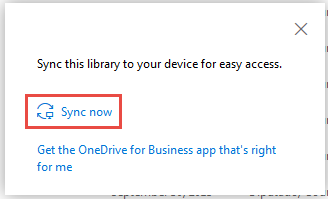 Sync this library to your device for easy access.
Sync now
Get the OneDrive for Business app that's right
for me